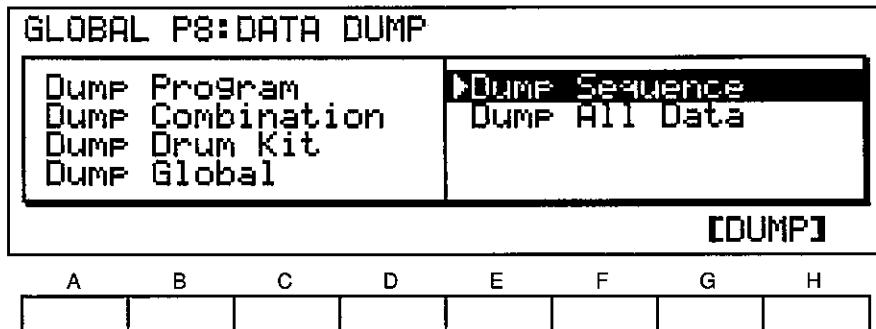 GLOBAL P8:DATA DUMP
Dump Program
Dump Combination
Dump Drum Kit
Dump Global
▶Dump Sequence
Dump All Data
[DUMP]
A B C D E F G H